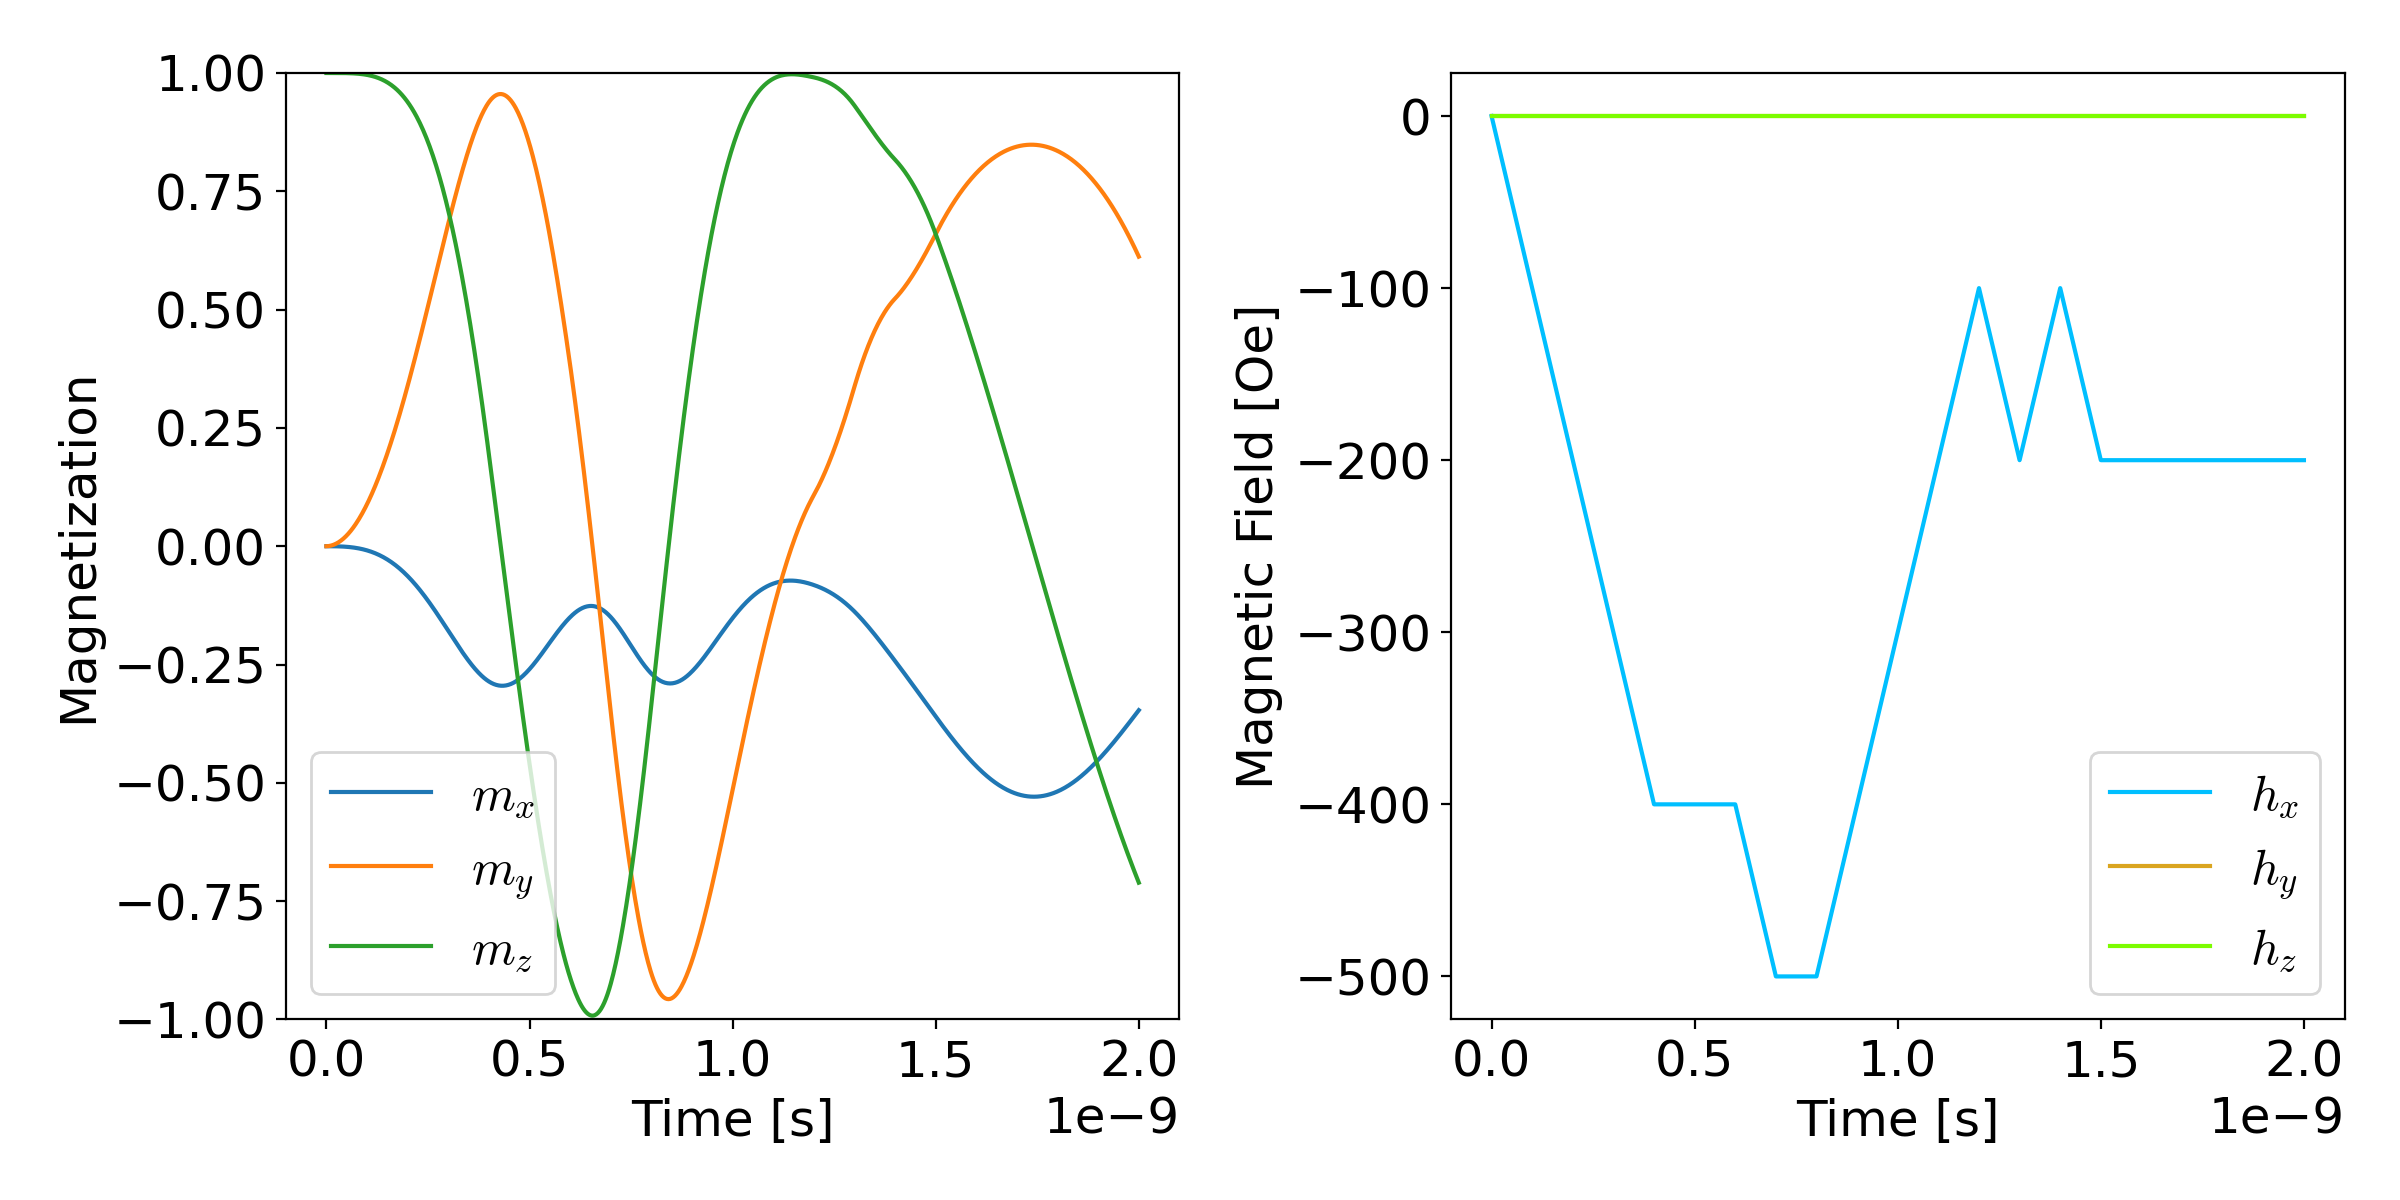 Magnetization
1.00
0.75
0.50
0.25
0.00
−0.25
−0.50
−0.75
−1.00
m_x
m_y
m_z
0.0 0.5 1.0 1.5 2.0
Time [s] 1e−9
Magnetic Field [Oe]
0
−100
−200
−300
−400
−500
h_x
h_y
h_z
0.0 0.5 1.0 1.5 2.0
Time [s] 1e−9